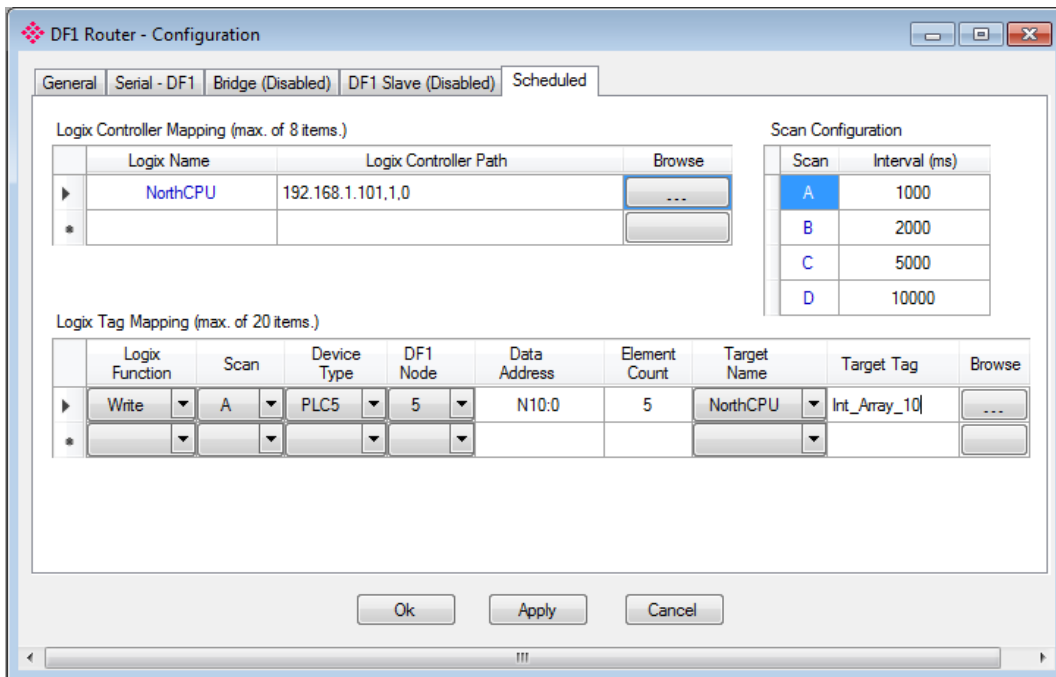 DF1 Router - Configuration
General Serial - DF1 Bridge (Disabled) DF1 Slave (Disabled) Scheduled
Logix Controller Mapping (max. of 8 items.)
Logix Name Logix Controller Path Browse
NorthCPU 192.168.1.101,1,0 ...
Scan Configuration
Scan Interval (ms)
A 1000
B 2000
C 5000
D 10000
Logix Tag Mapping (max. of 20 items.)
Logix Function Scan Device Type DF1 Node Data Address Element Count Target Name Target Tag Browse
Write A PLC5 5 N10:0 5 NorthCPU Int_Array_10 ...
Ok Apply Cancel